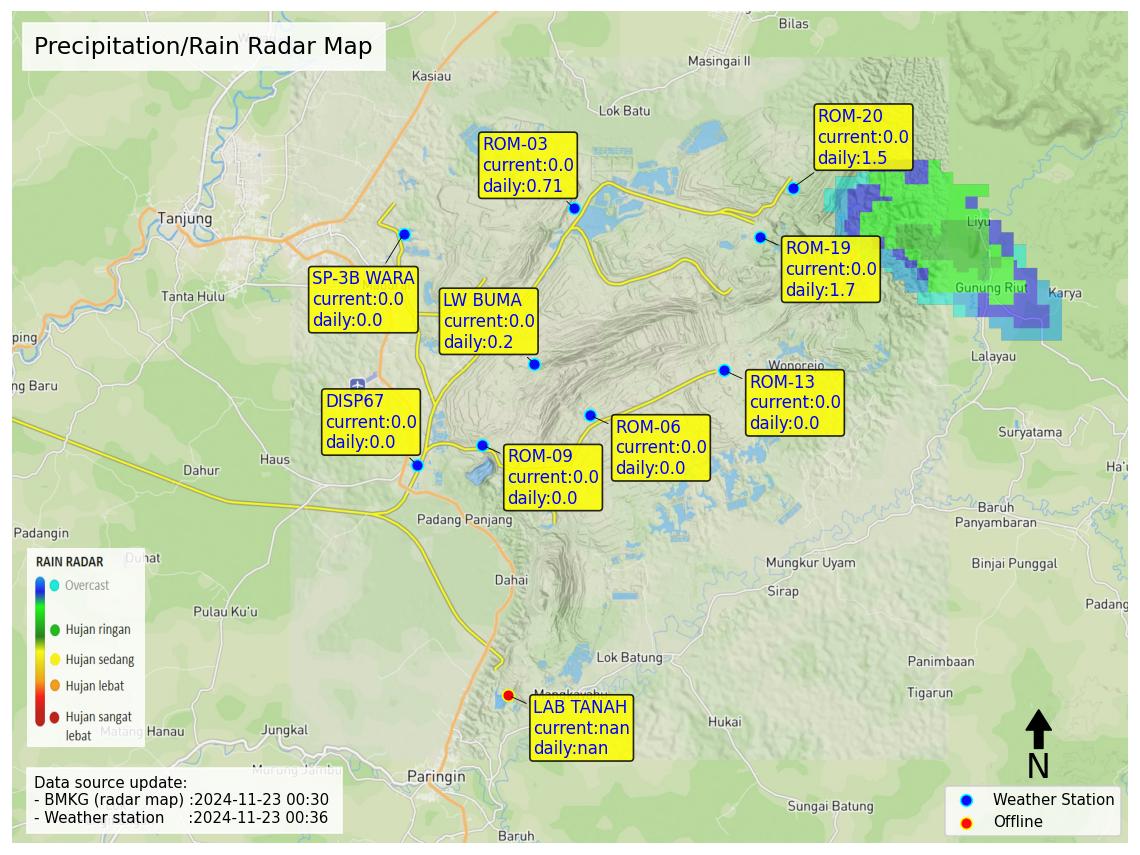 Precipitation/Rain Radar Map
Bilas
Masingai II
Kasiau
Lok Batu
ROM-20
current:0.0
daily:1.5
ROM-03
current:0.0
daily:0.71
Tanjung
Liyu
ROM-19
current:0.0
daily:1.7
SP-3B WARA
current:0.0
daily:0.0
Tanta Hulu
LW BUMA
current:0.0
daily:0.2
Gunung Riut
Karya
ping
Lalayau
Wonorejo
ng Baru
ROM-13
current:0.0
daily:0.0
DISP67
current:0.0
daily:0.0
ROM-06
current:0.0
daily:0.0
Suryatama
Haus
Dahur
ROM-09
current:0.0
daily:0.0
Ha'u
Padang Panjang
Baruh
Panyambaran
Padangin
Duhat
Mungkur Uyam
Binjai Punggal
Dahai
Sirap
Padang
Pulau Ku'u
RAIN RADAR
Overcast
Hujan ringan
Hujan sedang
Hujan lebat
Hujan sangat
lebat
Lok Batung
Panimbaan
Tigarun
Mangkayahu
LAB TANAH
current:nan
daily:nan
Hukai
Matang Hanau
Jungkal
Murung Jambu
Paringin
Sungai Batung
Baruh
Data source update:
- BMKG (radar map) :2024-11-23 00:30
- Weather station :2024-11-23 00:36
N
Weather Station
Offline